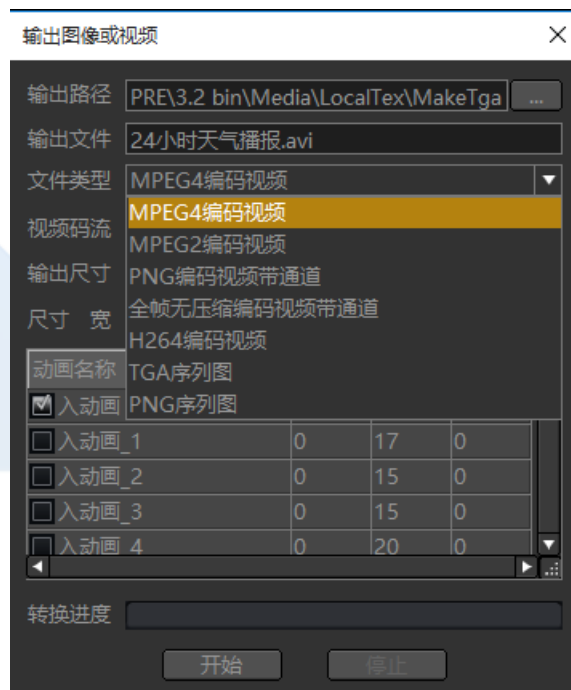 输出图像或视频
输出路径 PRE\3.2 bin\Media\LocalTex\MakeTga ...
输出文件 24小时天气播报.avi
文件类型 MPEG4编码视频
MPEG4编码视频
视频码流
MPEG2编码视频
输出尺寸 PNG编码视频带通道
尺寸 宽 全帧无压缩编码视频带通道
H264编码视频
动画名称 TGA序列图
入动画 PNG序列图
入动画_1 0 17 0
入动画_2 0 15 0
入动画_3 0 15 0
入动画_4 0 20 0
转换进度
开始 停止